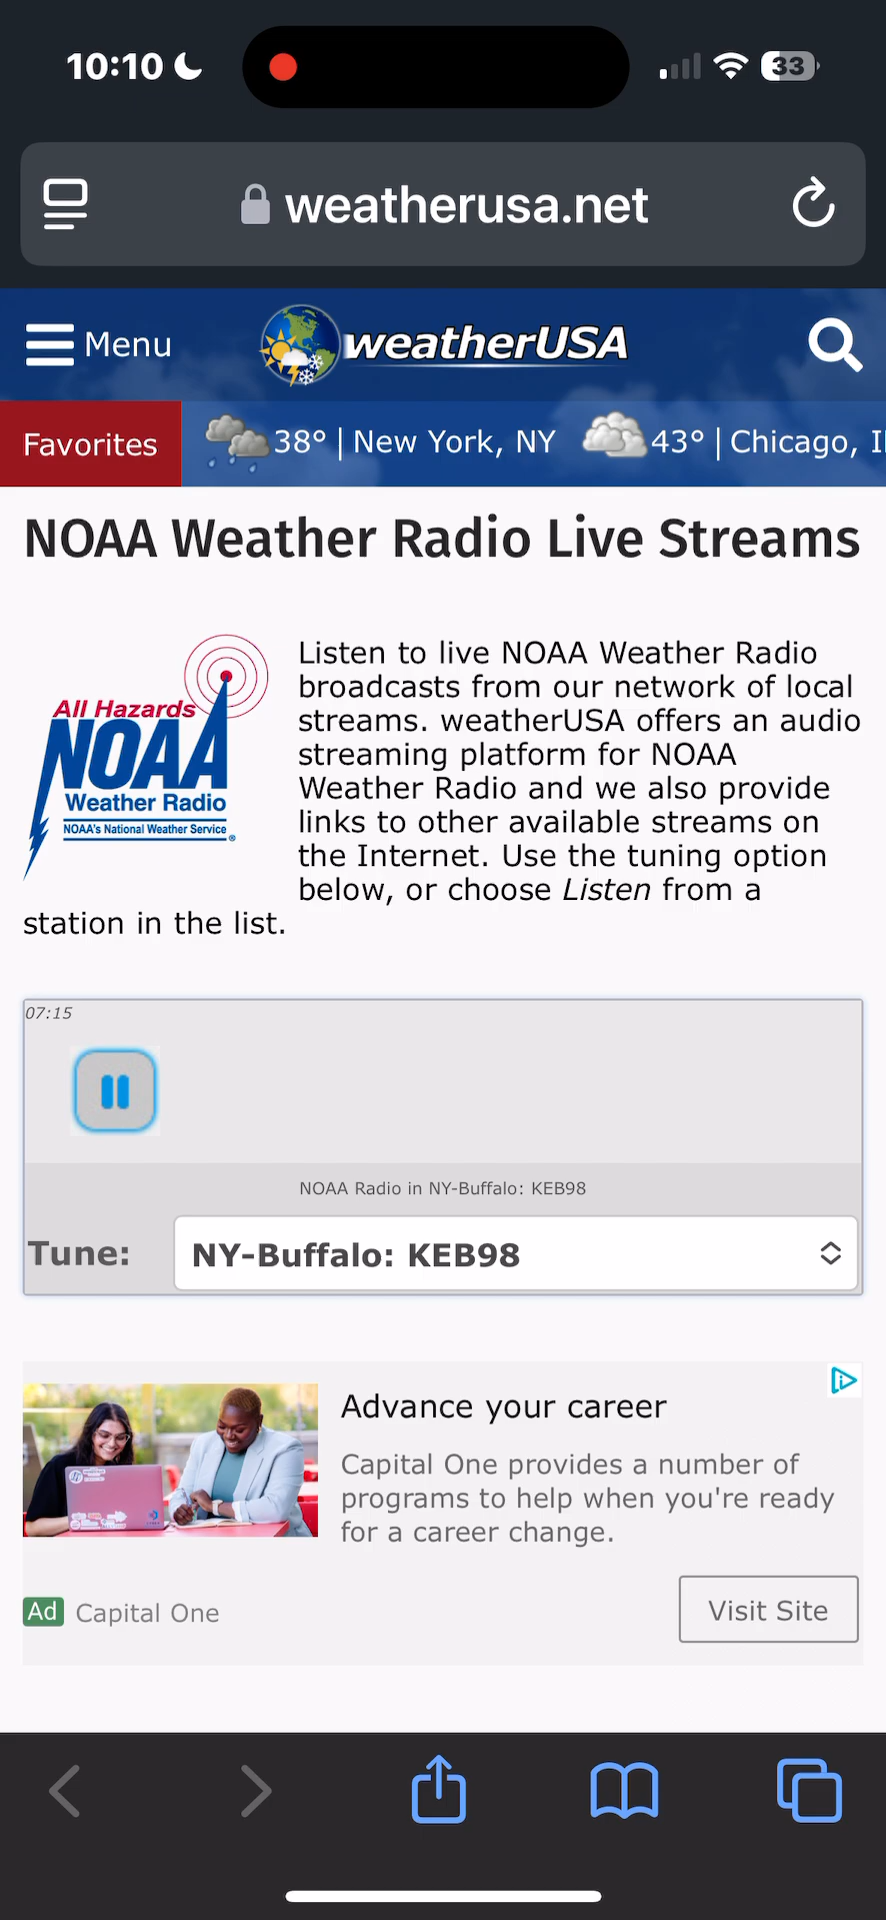 10:10
33
weatherusa.net
Menu
weatherUSA
Favorites
38° | New York, NY
43° | Chicago, I
NOAA Weather Radio Live Streams
All Hazards
NOAA
Weather Radio
NOAA's National Weather Service
®
Listen to live NOAA Weather Radio
broadcasts from our network of local
streams. weatherUSA offers an audio
streaming platform for NOAA
Weather Radio and we also provide
links to other available streams on
the Internet. Use the tuning option
below, or choose Listen from a
station in the list.
07:15
NOAA Radio in NY-Buffalo: KEB98
Tune:
NY-Buffalo: KEB98
Advance your career
Capital One provides a number of
programs to help when you're ready
for a career change.
Ad
Capital One
Visit Site